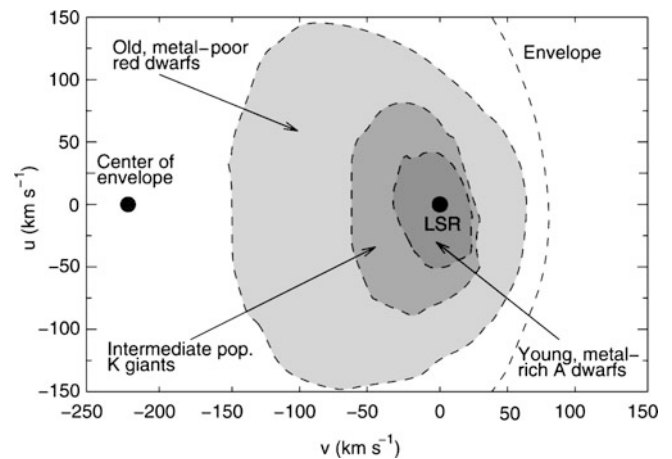 150
100
50
0
−50
−100
−150
u (km s−1)
Old, metal−poor
red dwarfs
Envelope
Center of
envelope
LSR
Intermediate pop.
K giants
Young, metal−
rich A dwarfs
−250 −200 −150 −100 −50 0 50 100 150
v (km s−1)